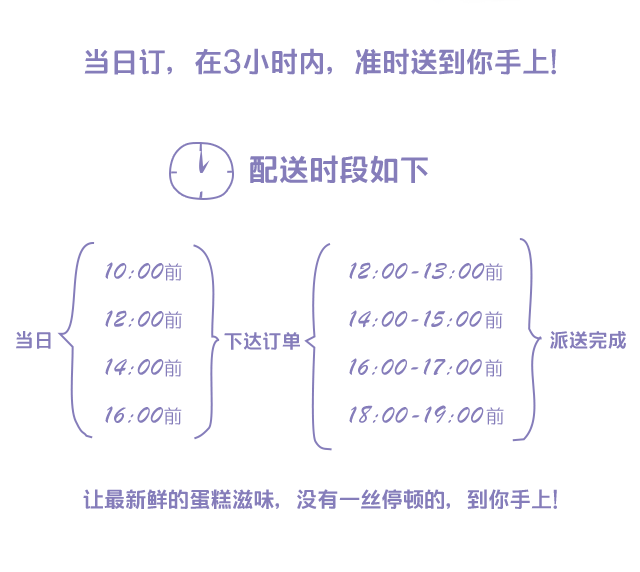 当日订，在3小时内，准时送到你手上！
配送时段如下
10:00前 12:00-13:00前
12:00前 14:00-15:00前
当日 下达订单 派送完成
14:00前 16:00-17:00前
16:00前 18:00-19:00前
让最新鲜的蛋糕滋味，没有一丝停顿的，到你手上！